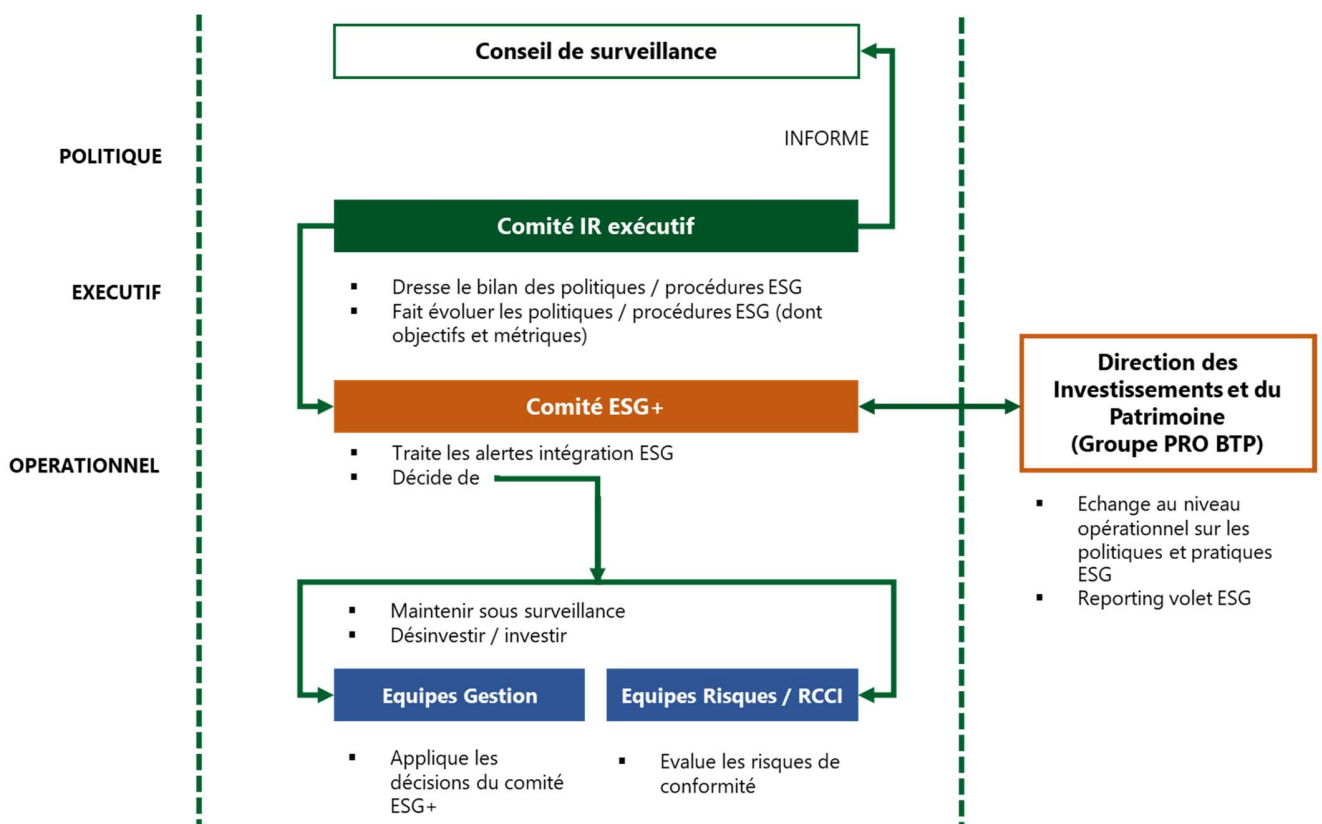 Conseil de surveillance
INFORME
POLITIQUE
Comité IR exécutif
EXECUTIF
▪ Dresse le bilan des politiques / procédures ESG
▪ Fait évoluer les politiques / procédures ESG (dont
objectifs et métriques)
Comité ESG+
Direction des
Investissements et du
Patrimoine
(Groupe PRO BTP)
OPERATIONNEL
▪ Traite les alertes intégration ESG
▪ Décide de
▪ Echange au niveau
opérationnel sur les
politiques et pratiques
ESG
▪ Reporting volet ESG
▪ Maintenir sous surveillance
▪ Désinvestir / investir
Equipes Gestion
Equipes Risques / RCCI
▪ Applique les
décisions du comité
ESG+
▪ Evalue les risques de
conformité